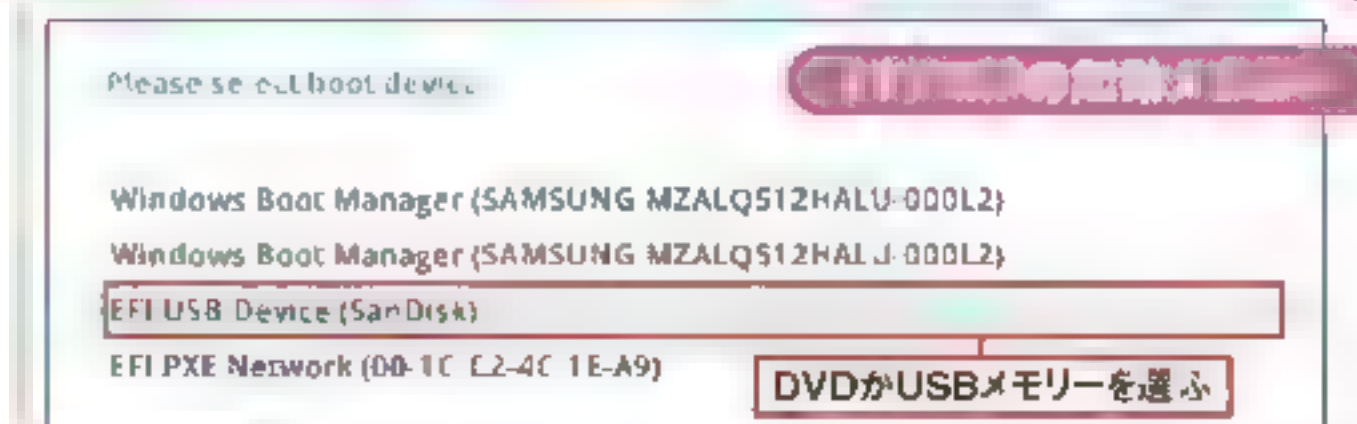 Please select boot device
Windows Boot Manager (SAMSUNG MZALQ512HALU-000L2)
Windows Boot Manager (SAMSUNG MZALQ512HALU-000L2)
EFI USB Device (SanDisk)
EFI PXE Network
DVDかUSBメモリーを選ぶ